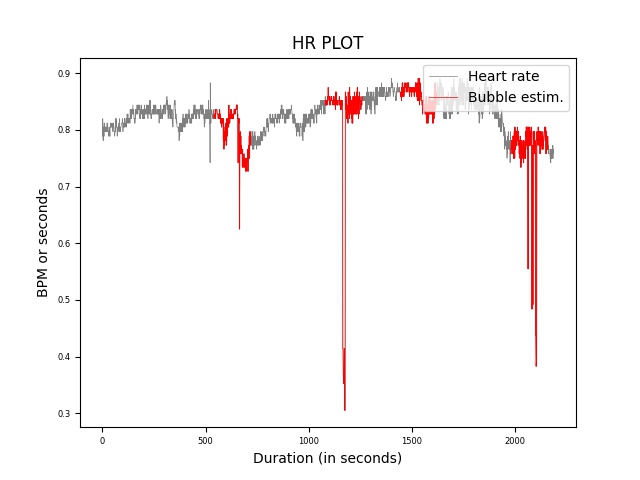 HR PLOT
Heart rate
Bubble estim.
BPM or seconds
0.9
0.8
0.7
0.6
0.5
0.4
0.3
0 500 1000 1500 2000
Duration (in seconds)